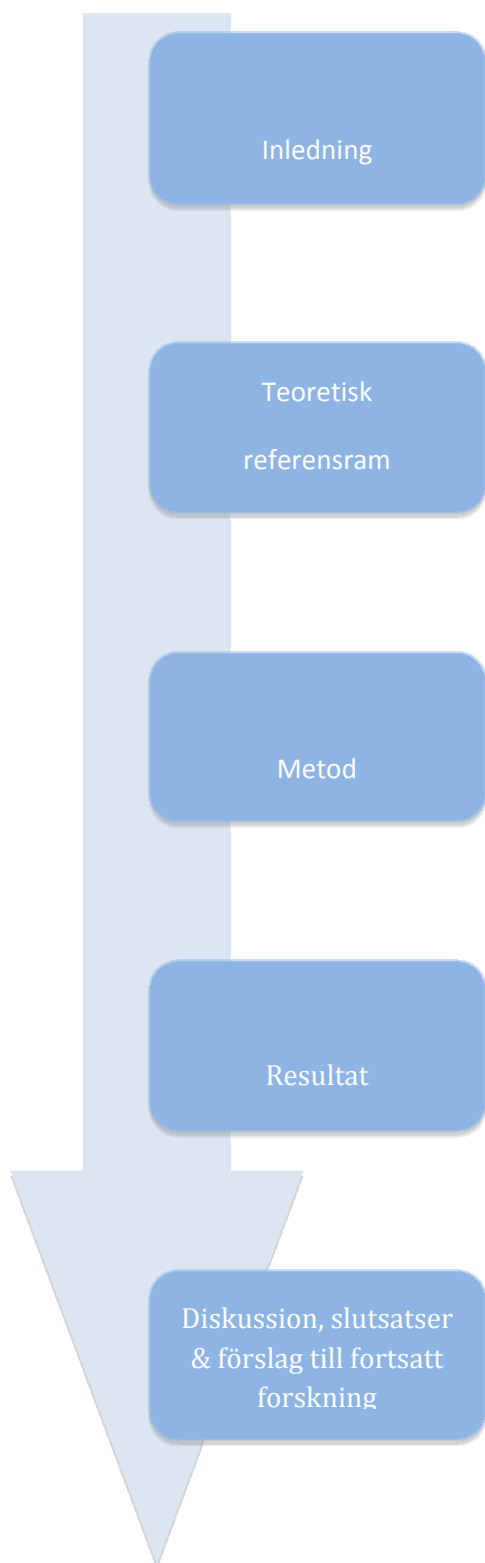 Inledning
Teoretisk
referensram
Metod
Resultat
Diskussion, slutsatser
& förslag till fortsatt
forskning